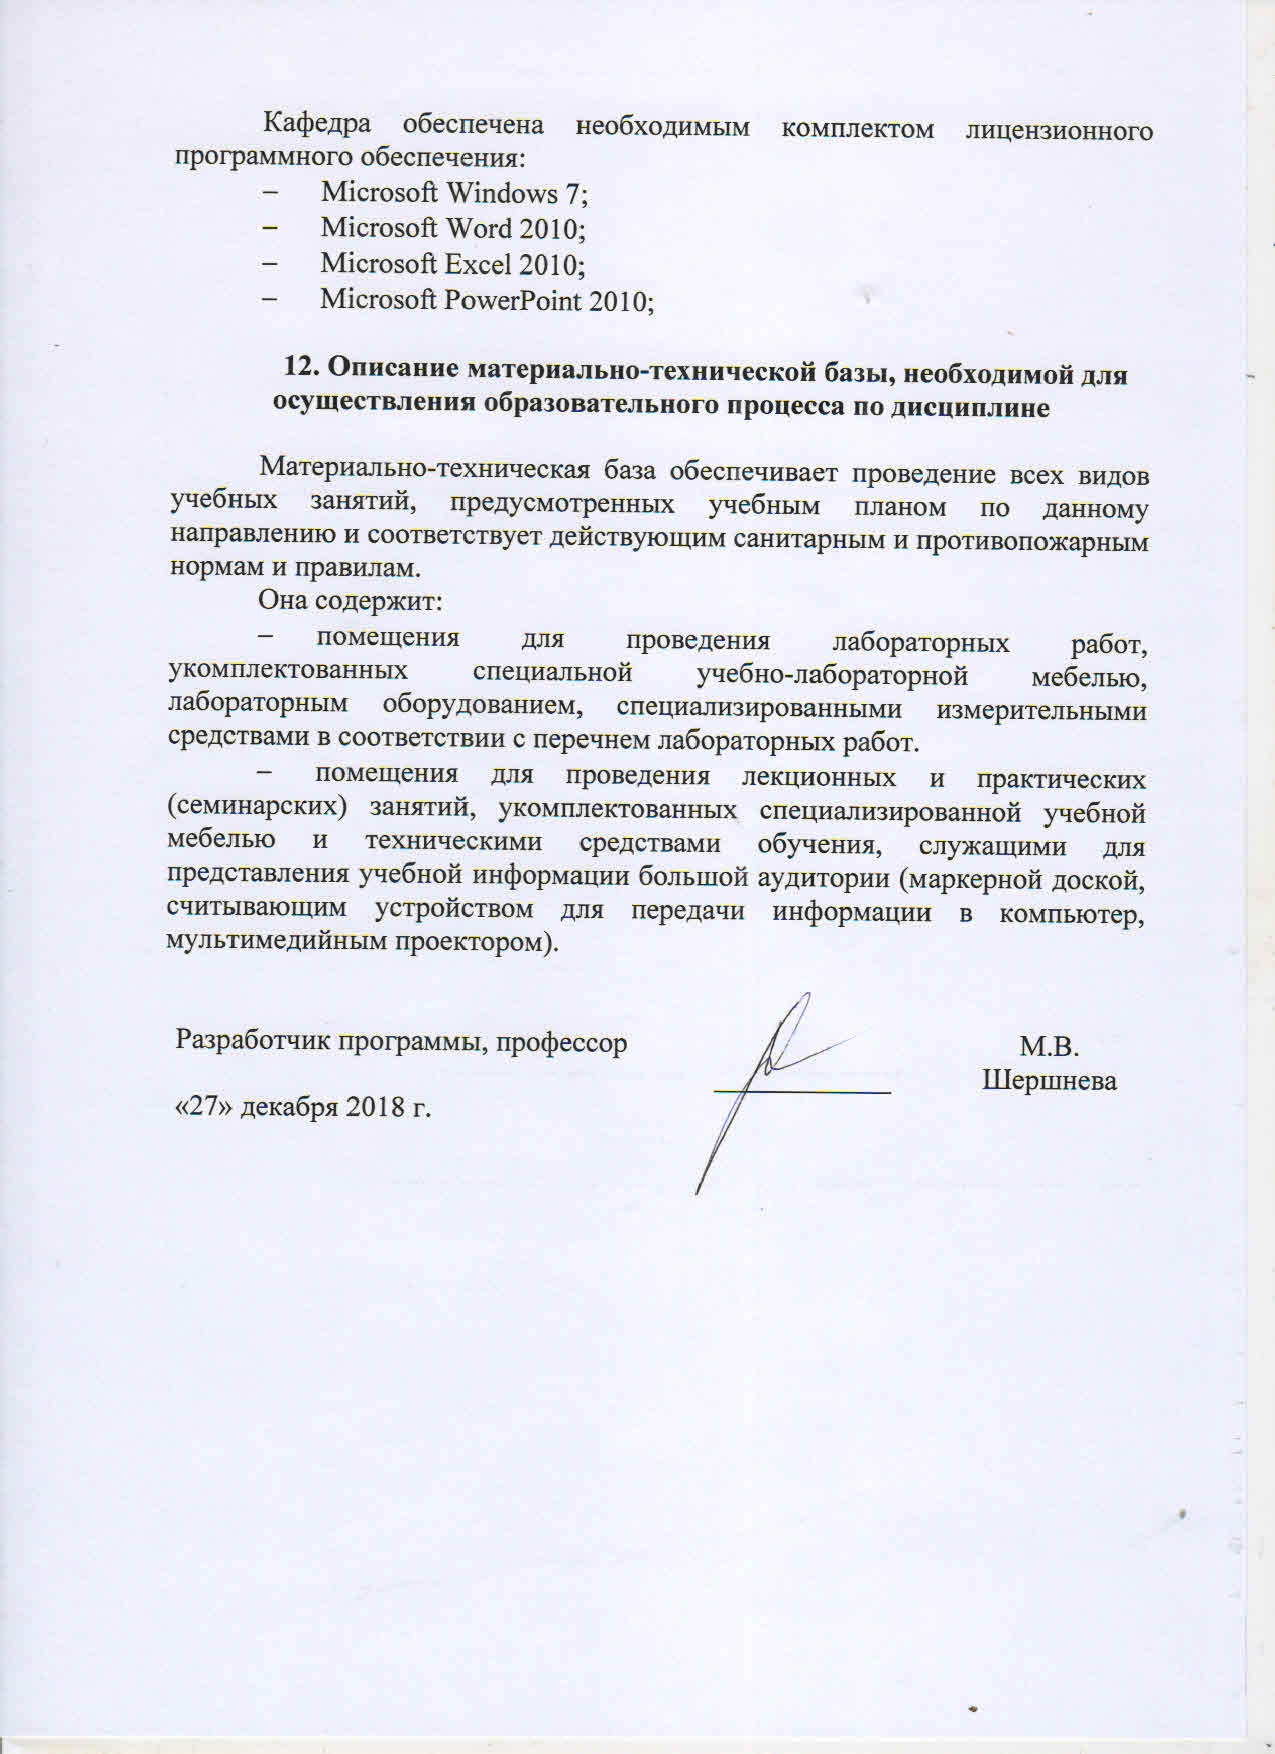 Кафедра обеспечена необходимым комплектом лицензионного
программного обеспечения:
– Microsoft Windows 7;
– Microsoft Word 2010;
– Microsoft Excel 2010;
– Microsoft PowerPoint 2010;
12. Описание материально-технической базы, необходимой для
осуществления образовательного процесса по дисциплине
Материально-техническая база обеспечивает проведение всех видов
учебных занятий, предусмотренных учебным планом по данному
направлению и соответствует действующим санитарным и противопожарным
нормам и правилам.
Она содержит:
– помещения для проведения лабораторных работ,
укомплектованных специальной учебно-лабораторной мебелью,
лабораторным оборудованием, специализированными измерительными
средствами в соответствии с перечнем лабораторных работ.
– помещения для проведения лекционных и практических
(семинарских) занятий, укомплектованных специализированной учебной
мебелью и техническими средствами обучения, служащими для
представления учебной информации большой аудитории (маркерной доской,
считывающим устройством для передачи информации в компьютер,
мультимедийным проектором).
Разработчик программы, профессор
М.В.
Шершнева
«27» декабря 2018 г.